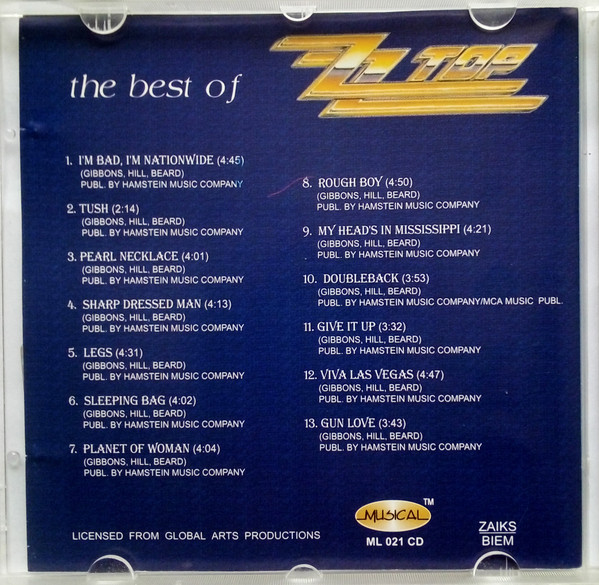 the best of
ZZ TOP
1. I'M BAD, I'M NATIONWIDE (4:45)
(GIBBONS, HILL, BEARD)
PUBL. BY HAMSTEIN MUSIC COMPANY
2. TUSH (2:14)
(GIBBONS, HILL, BEARD)
PUBL. BY HAMSTEIN MUSIC COMPANY
3. PEARL NECKLACE (4:01)
(GIBBONS, HILL, BEARD)
PUBL. BY HAMSTEIN MUSIC COMPANY
4. SHARP DRESSED MAN (4:13)
(GIBBONS, HILL, BEARD)
PUBL. BY HAMSTEIN MUSIC COMPANY
5. LEGS (4:31)
(GIBBONS, HILL, BEARD)
PUBL. BY HAMSTEIN MUSIC COMPANY
6. SLEEPING BAG (4:02)
(GIBBONS, HILL, BEARD)
PUBL. BY HAMSTEIN MUSIC COMPANY
7. PLANET OF WOMAN (4:04)
(GIBBONS, HILL, BEARD)
PUBL. BY HAMSTEIN MUSIC COMPANY
8. ROUGH BOY (4:50)
(GIBBONS, HILL, BEARD)
PUBL. BY HAMSTEIN MUSIC COMPANY
9. MY HEAD'S IN MISSISSIPPI (4:21)
(GIBBONS, HILL, BEARD)
PUBL. BY HAMSTEIN MUSIC COMPANY
10. DOUBLEBACK (3:53)
(GIBBONS, HILL, BEARD)
PUBL. BY HAMSTEIN MUSIC COMPANY/MCA MUSIC PUBL.
11. GIVE IT UP (3:32)
(GIBBONS, HILL, BEARD)
PUBL. BY HAMSTEIN MUSIC COMPANY
12. VIVA LAS VEGAS (4:47)
(GIBBONS, HILL, BEARD)
PUBL. BY HAMSTEIN MUSIC COMPANY
13. GUN LOVE (3:43)
(GIBBONS, HILL, BEARD)
PUBL. BY HAMSTEIN MUSIC COMPANY
LICENSED FROM GLOBAL ARTS PRODUCTIONS
MUSICAL TM
ML 021 CD
ZAIKS
BIEM